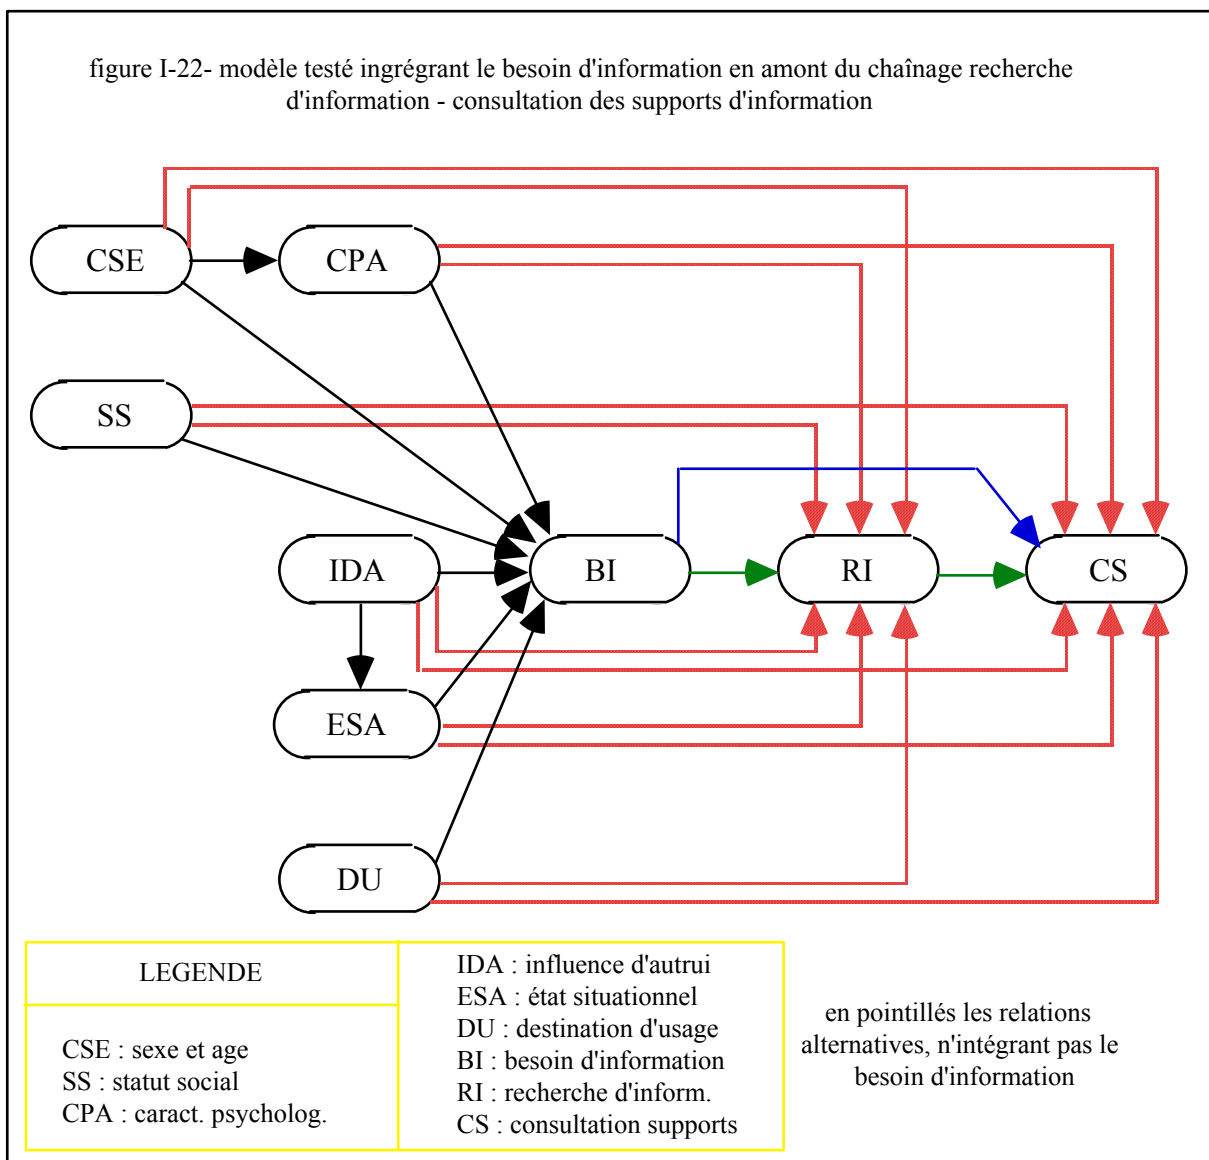 figure I-22- modèle testé ingrégrant le besoin d'information en amont du chaînage recherche
d'information - consultation des supports d'information
CSE
CPA
SS
IDA
BI
RI
CS
ESA
DU
LEGENDE
CSE : sexe et age
SS : statut social
CPA : caract. psycholog.
IDA : influence d'autrui
ESA : état situationnel
DU : destination d'usage
BI : besoin d'information
RI : recherche d'inform.
CS : consultation supports
en pointillés les relations
alternatives, n'intégrant pas le
besoin d'information